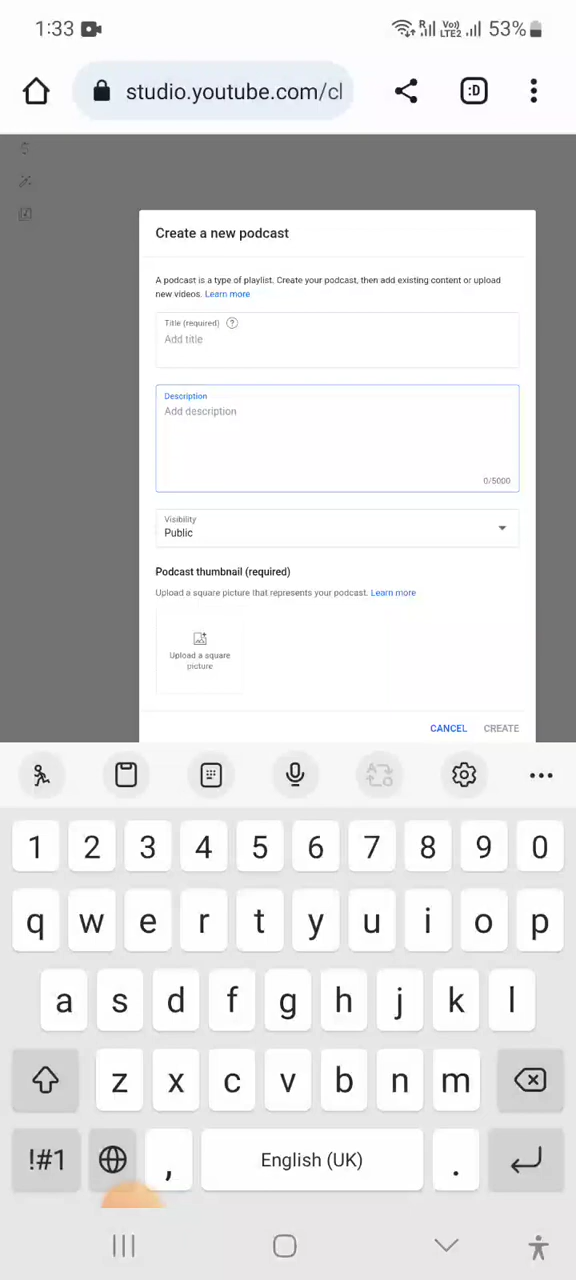 1:33
Vo)) LTE2 53%
studio.youtube.com/cl
:D
Create a new podcast
A podcast is a type of playlist. Create your podcast, then add existing content or upload
new videos. Learn more
Title (required) ?
Add title
Description
Add description
0/5000
Visibility
Public
Podcast thumbnail (required)
Upload a square picture that represents your podcast. Learn more
Upload a square
picture
CANCEL CREATE
1 2 3 4 5 6 7 8 9 0
q w e r t y u i o p
a s d f g h j k l
z x c v b n m
!#1 , English (UK) .